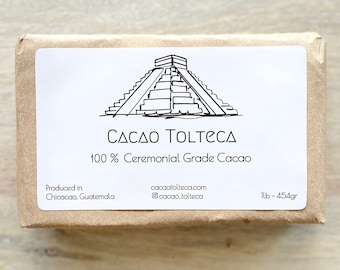 Cacao Tolteca
100 % Ceremonial Grade Cacao
Produced in
Chicacao, Guatemala
cacaotolteca.com
@cacao_tolteca
1lb - 454gr